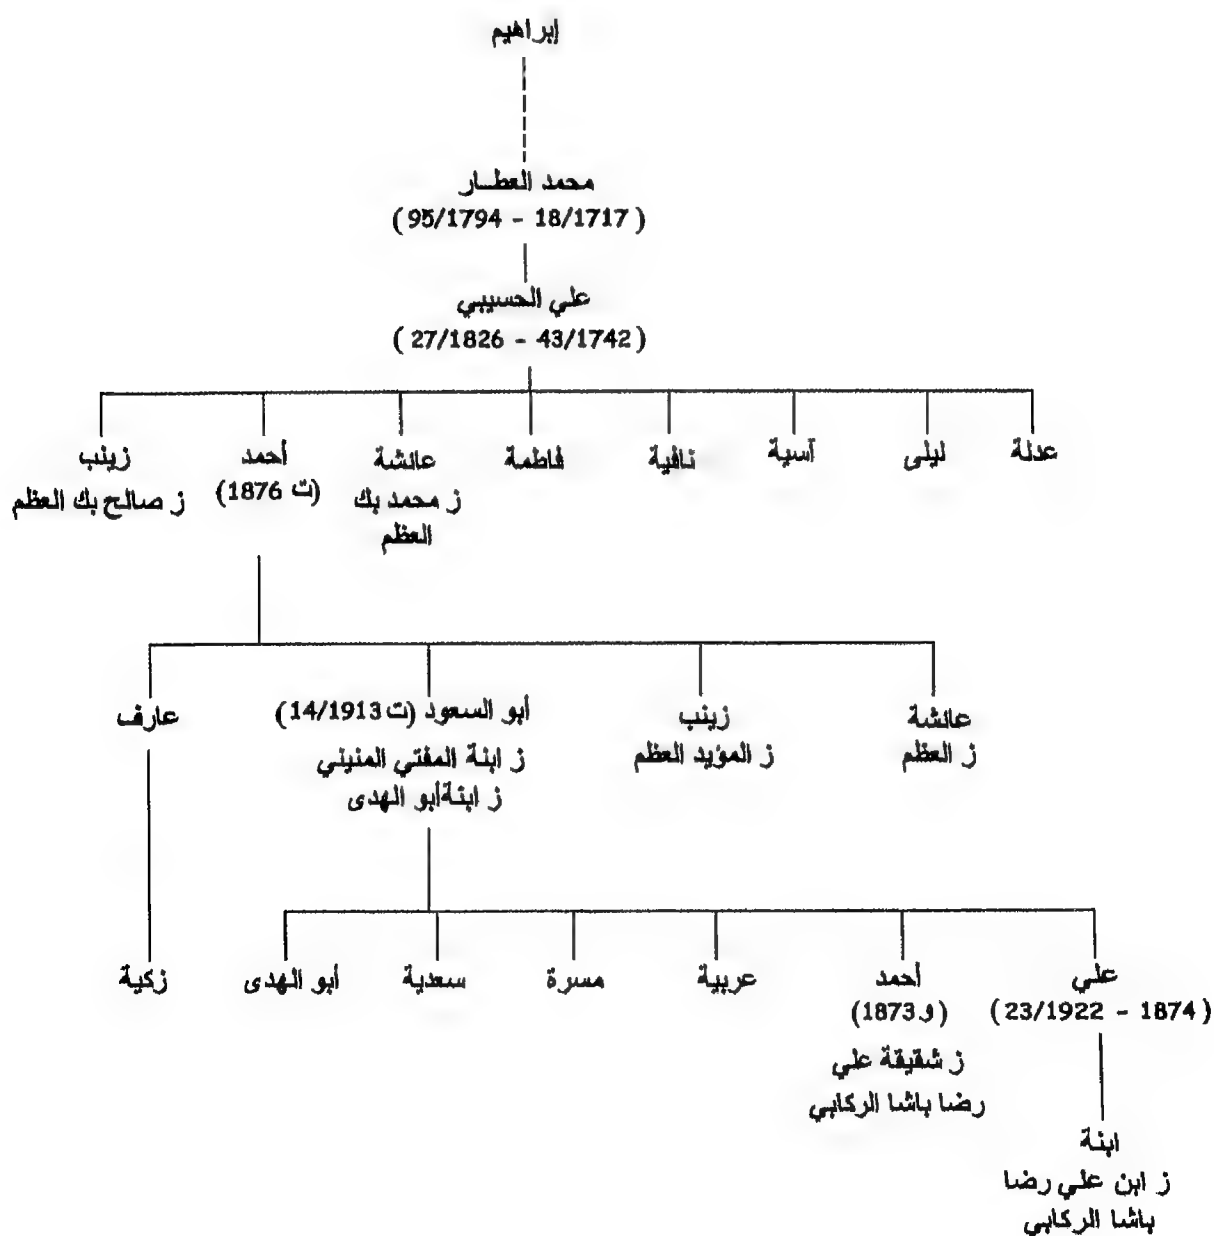 إبراهيم
محمد العطار
(95/1794 - 18/1717)
علي الحسيبي
(27/1826 - 43/1742)
عدلة
ليلى
آسية
نافية
فاطمة
عائشة
ز محمد بك
العظم
أحمد
(ت 1876)
زينب
ز صالح بك العظم
عائشة
ز العظم
زينب
ز المؤيد العظم
أبو السعود (ت 14/1913)
ز ابنة المفتي المنيني
ز ابنة أبو الهدى
عارف
علي
(23/1922 - 1874)
ابنة
ز ابن علي رضا
باشا الركابي
أحمد
(و 1873)
ز شقيقة علي
رضا باشا الركابي
عربية
مسرة
سعدية
أبو الهدى
زكية